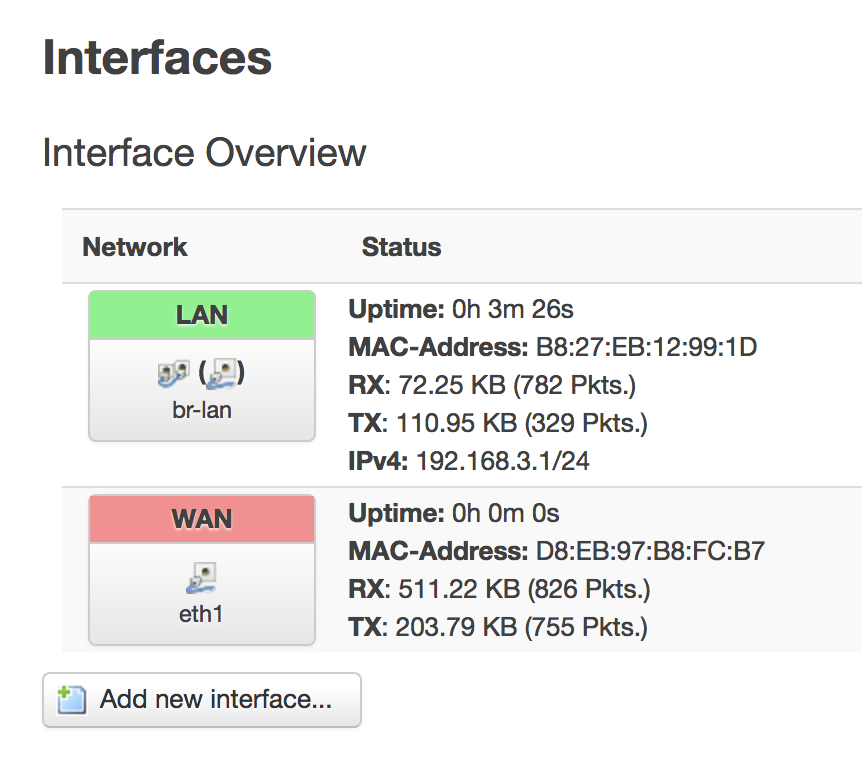 Interfaces
Interface Overview
Network Status
LAN
( )
br-lan
Uptime: 0h 3m 26s
MAC-Address: B8:27:EB:12:99:1D
RX: 72.25 KB (782 Pkts.)
TX: 110.95 KB (329 Pkts.)
IPv4: 192.168.3.1/24
WAN
eth1
Uptime: 0h 0m 0s
MAC-Address: D8:EB:97:B8:FC:B7
RX: 511.22 KB (826 Pkts.)
TX: 203.79 KB (755 Pkts.)
Add new interface...